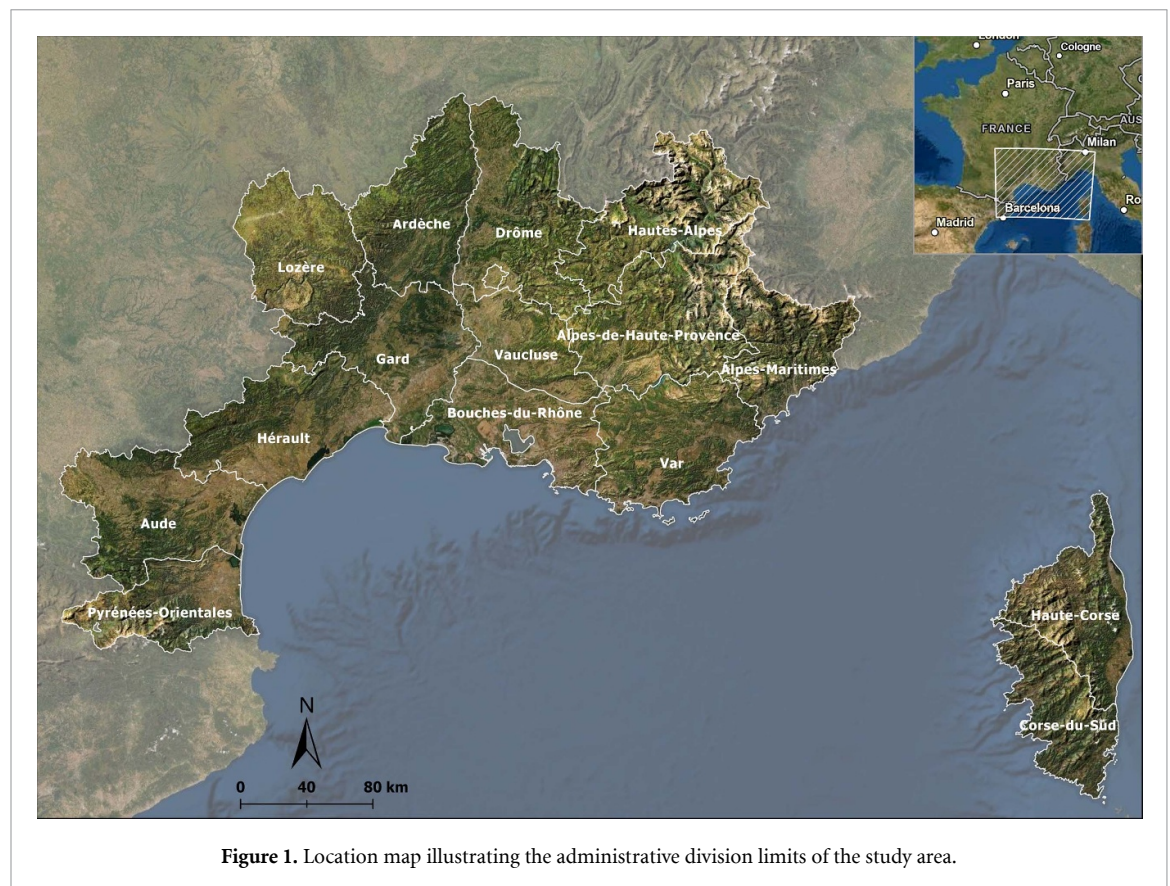 London
Cologne
Paris
FRANCE
AUS
Milan
Barcelona
Ro
Madrid
Ardèche
Drôme
Hautes-Alpes
Lozère
Alpes-de-Haute-Provence
Gard
Vaucluse
Alpes-Maritimes
Bouches-du-Rhône
Hérault
Var
Aude
Pyrénées-Orientales
Haute-Corse
Corse-du-Sud
N
0 40 80 km
Figure 1. Location map illustrating the administrative division limits of the study area.